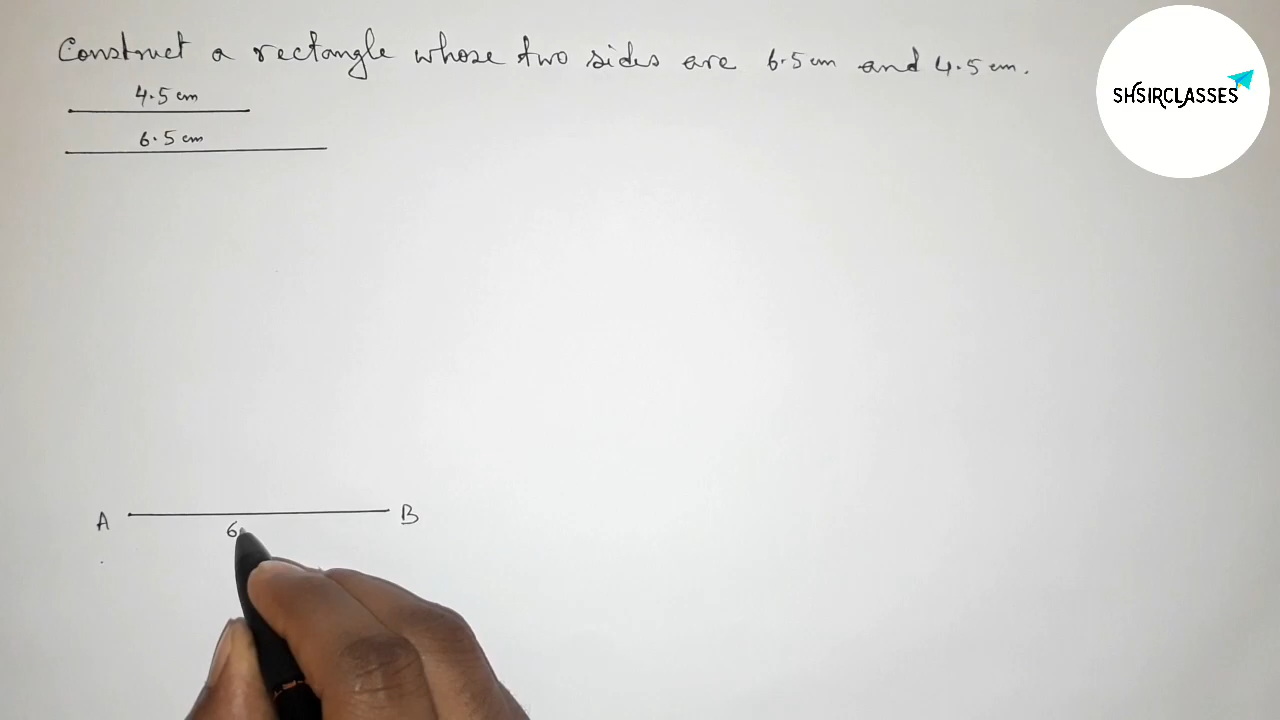 Construct a rectangle whose two sides are 6.5 cm and 4.5 cm.
4.5 cm
6.5 cm
SHSIRCLASSES
A B
6.